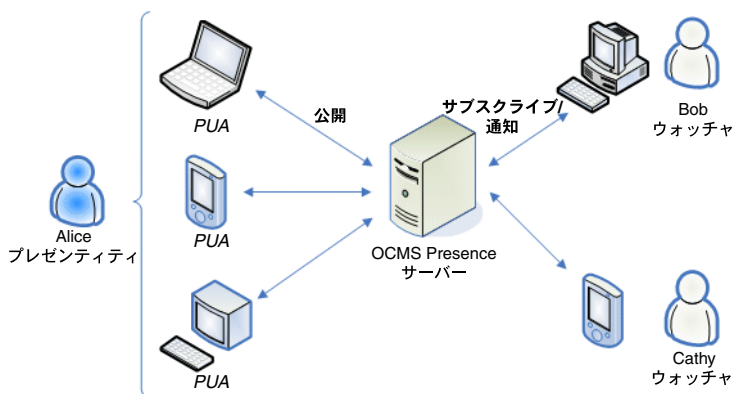 PUA
公開
サブスクライブ/
通知
Bob
ウォッチャ
Alice
プレゼンティティ
PUA
OCMS Presence
サーバー
PUA
Cathy
ウォッチャ